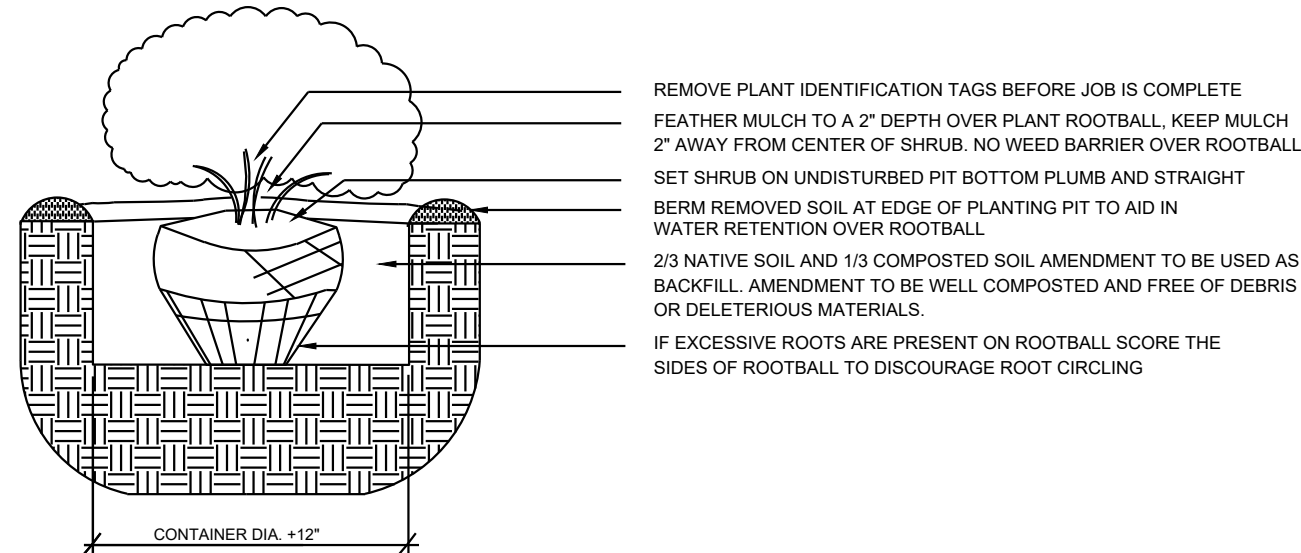 REMOVE PLANT IDENTIFICATION TAGS BEFORE JOB IS COMPLETE
FEATHER MULCH TO A 2" DEPTH OVER PLANT ROOTBALL, KEEP MULCH
2" AWAY FROM CENTER OF SHRUB. NO WEED BARRIER OVER ROOTBALL
SET SHRUB ON UNDISTURBED PIT BOTTOM PLUMB AND STRAIGHT
BERM REMOVED SOIL AT EDGE OF PLANTING PIT TO AID IN
WATER RETENTION OVER ROOTBALL
2/3 NATIVE SOIL AND 1/3 COMPOSTED SOIL AMENDMENT TO BE USED AS
BACKFILL. AMENDMENT TO BE WELL COMPOSTED AND FREE OF DEBRIS
OR DELETERIOUS MATERIALS.
IF EXCESSIVE ROOTS ARE PRESENT ON ROOTBALL SCORE THE
SIDES OF ROOTBALL TO DISCOURAGE ROOT CIRCLING
CONTAINER DIA. +12"